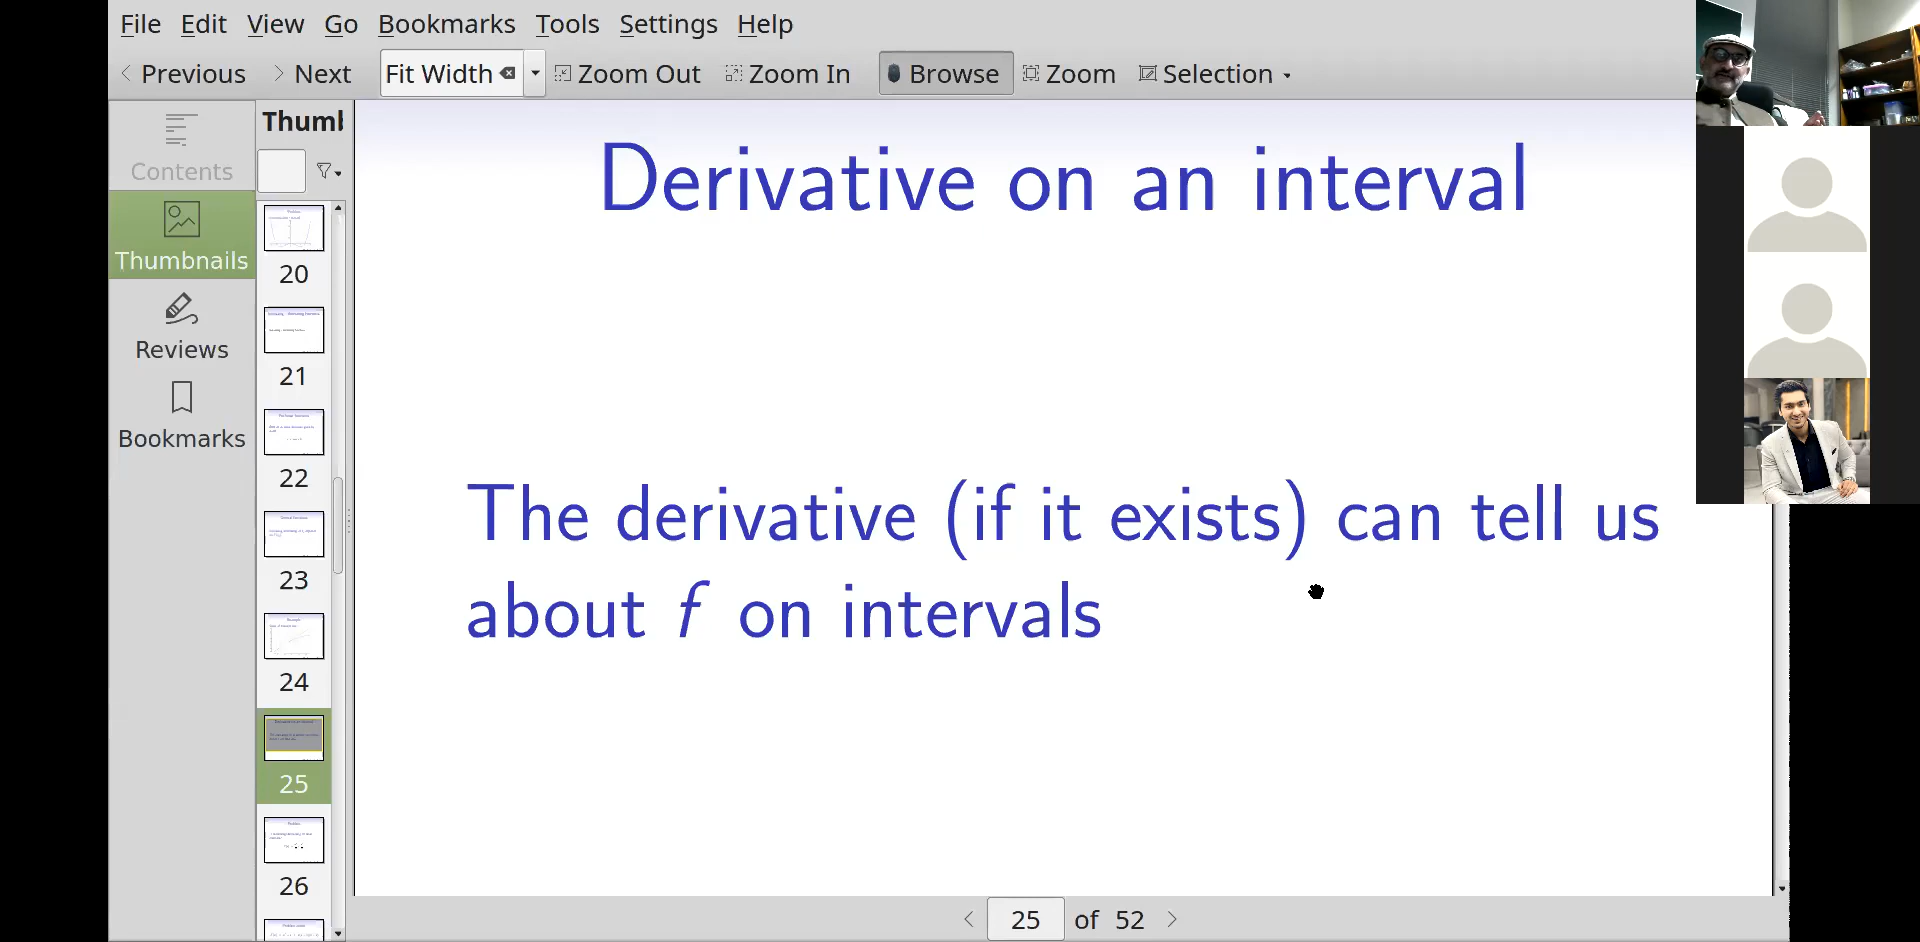 File Edit View Go Bookmarks Tools Settings Help
Previous Next Fit Width Zoom Out Zoom In Browse Zoom Selection
Contents
Thumbnails
Reviews
Bookmarks
Thumb
20
21
22
23
24
25
26
Derivative on an interval
The derivative (if it exists) can tell us
about f on intervals
25 of 52